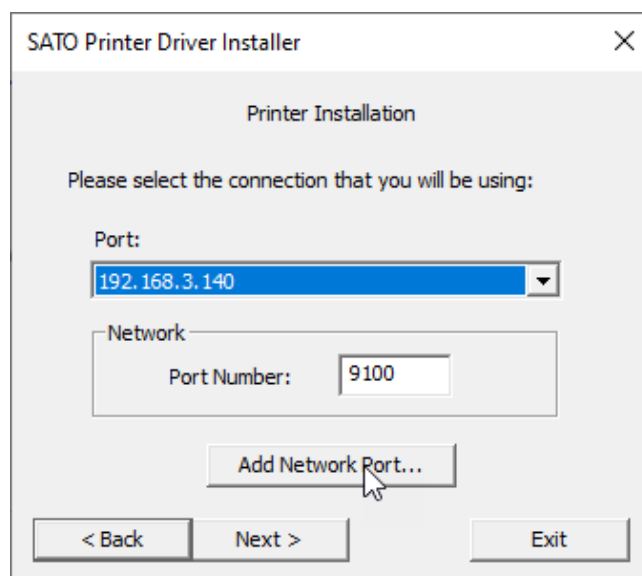 SATO Printer Driver Installer
Printer Installation
Please select the connection that you will be using:
Port:
192.168.3.140
Network
Port Number: 9100
Add Network Port...
< Back Next > Exit